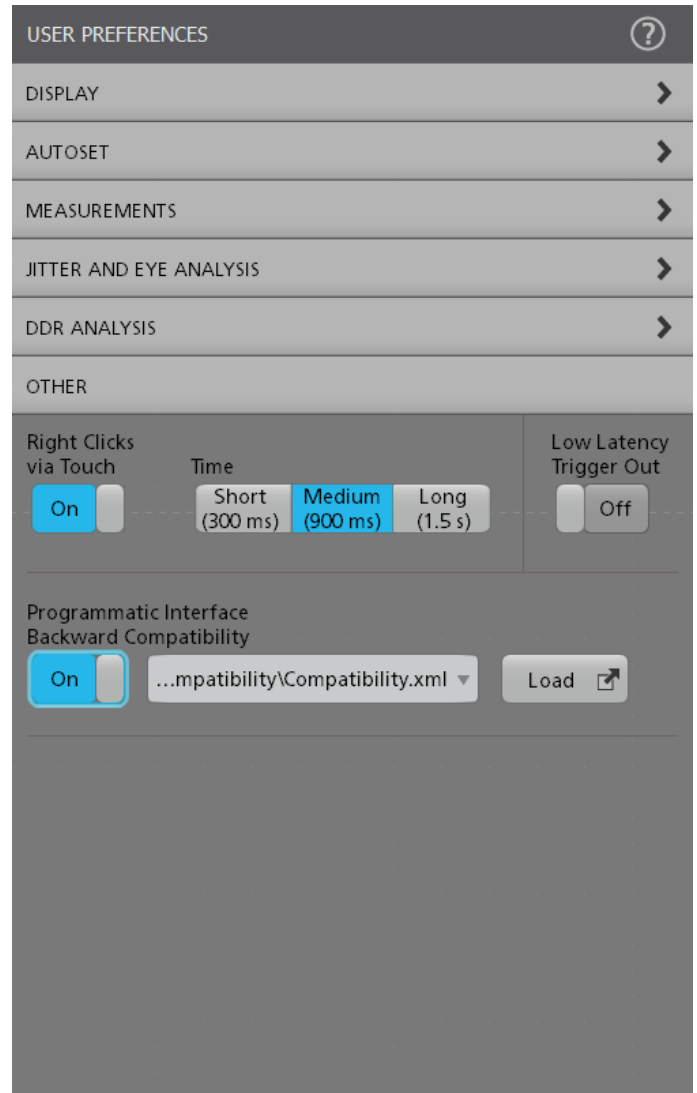 USER PREFERENCES
?
DISPLAY
AUTOSET
MEASUREMENTS
JITTER AND EYE ANALYSIS
DDR ANALYSIS
OTHER
Right Clicks
via Touch
On
Time
Short
(300 ms)
Medium
(900 ms)
Long
(1.5 s)
Low Latency
Trigger Out
Off
Programmatic Interface
Backward Compatibility
On
...mpatibility\Compatibility.xml
Load